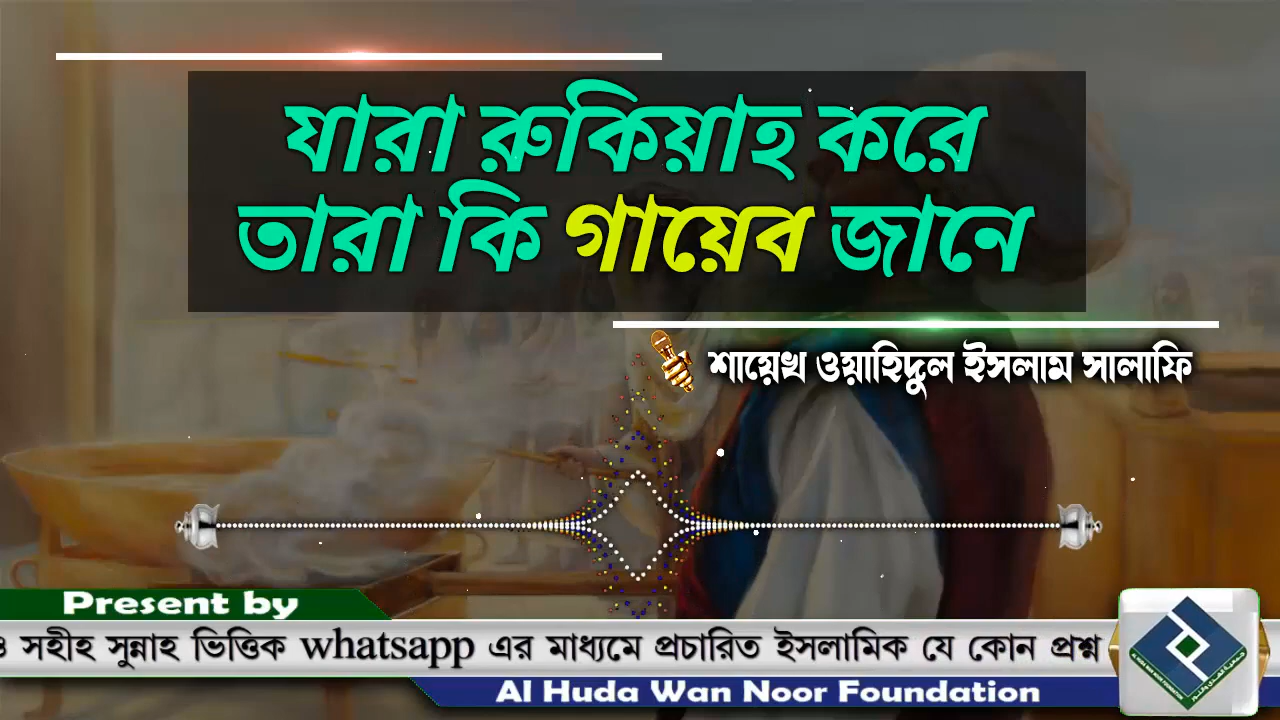 যারা রুকিয়াহ করে
তারা কি গায়েব জানে
শায়েখ ওয়াহিদুল ইসলাম সালাফি
Present by
সহীহ সুন্নাহ ভিত্তিক whatsapp এর মাধ্যমে প্রচারিত ইসলামিক যে কোন প্রশ্ন
Al Huda Wan Noor Foundation